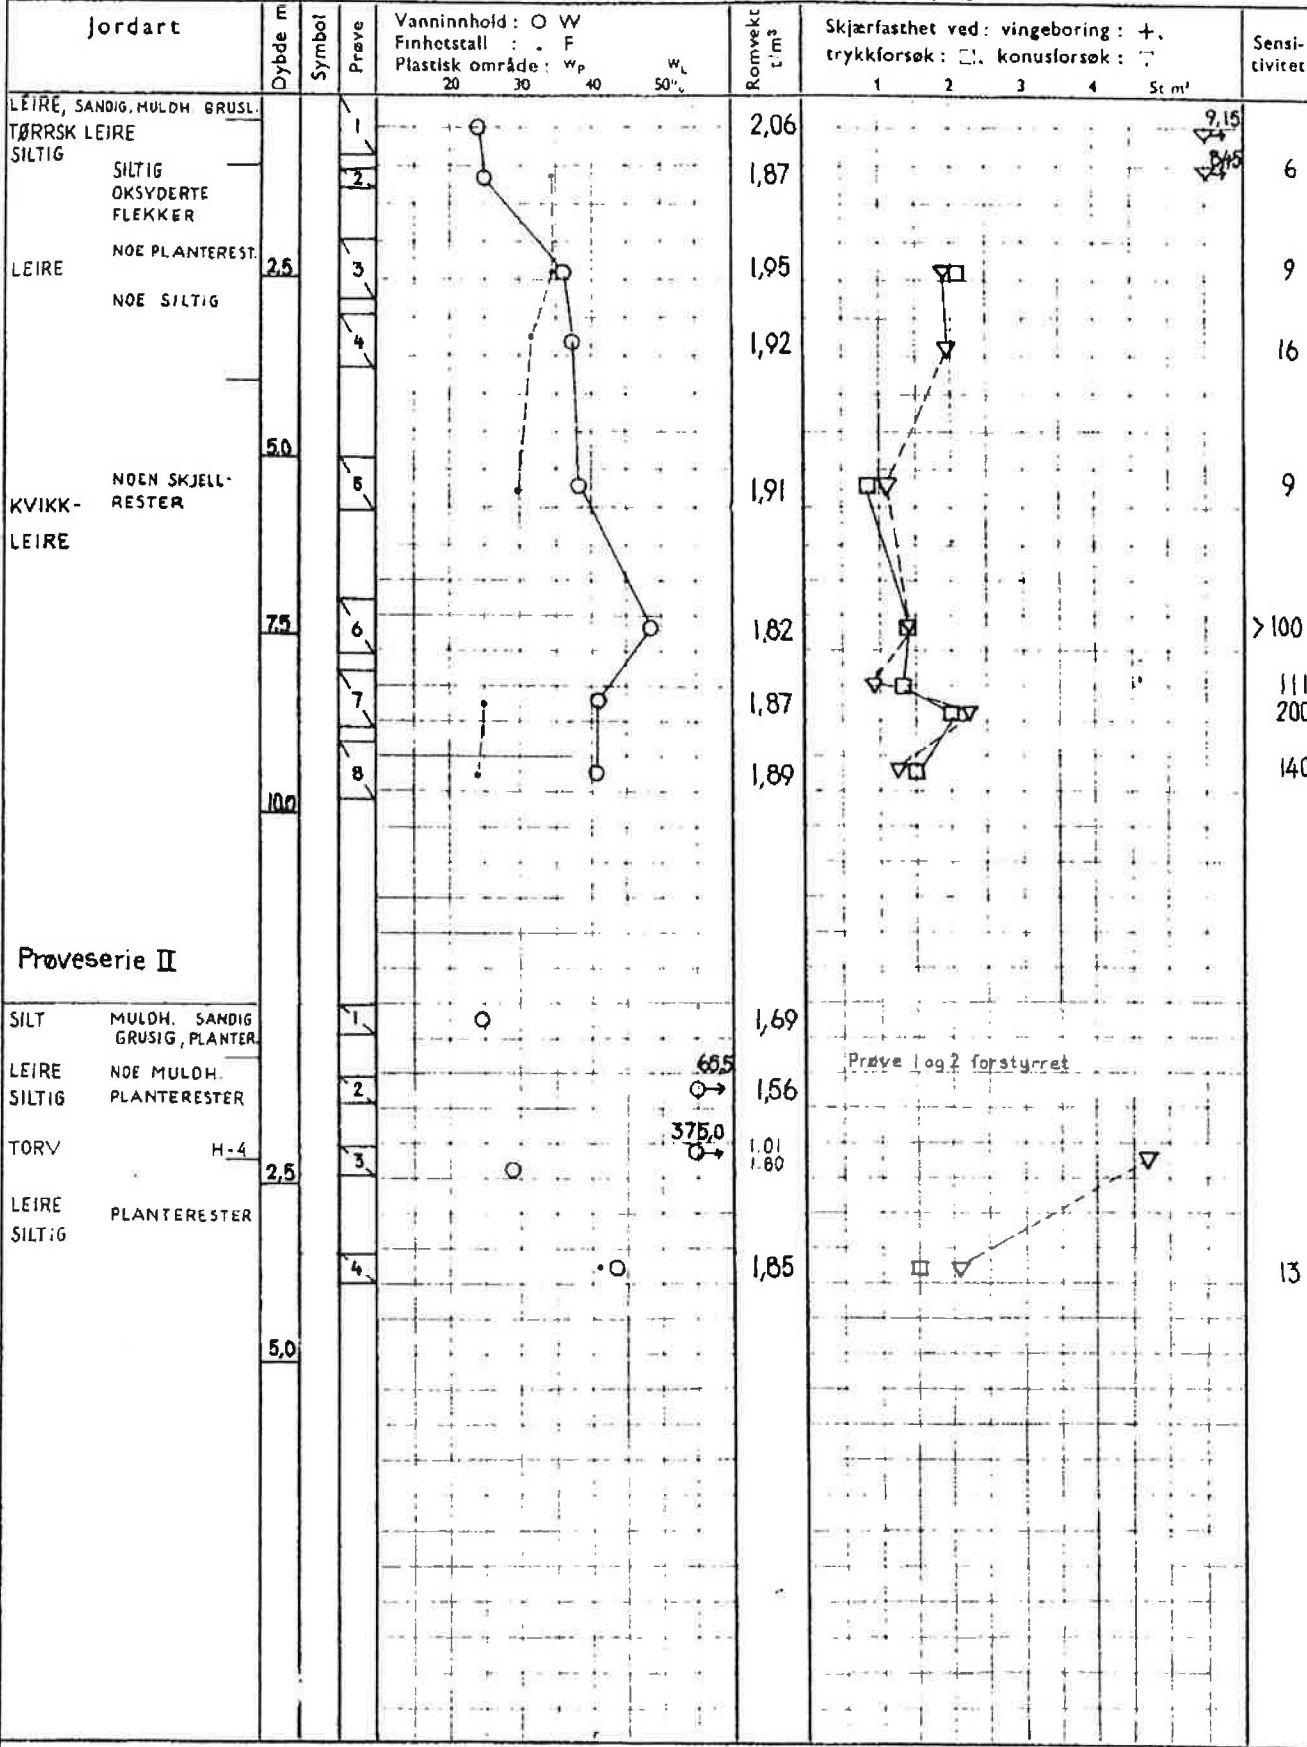 Jordart
Dybde m
Symbol
Prøve
Vanninnhold : O W
Finhetstall : . F
Plastisk område : wP wL
20 30 40 50%
Romvekt t/m³
Skjærfasthet ved : vingeboring : +.
trykkforsøk : □. konusforsøk : ▽
1 2 3 4 5t m²
Sensi-
tivitet
LEIRE, SANDIG, MULDH. GRUSL.
TØRRSK LEIRE
SILTIG
1
2,06
9,15
SILTIG
OKSYDERTE
FLEKKER
2
1,87
8,45
6
NOE PLANTEREST.
LEIRE
2,5
3
1,95
9
NOE SILTIG
4
1,92
16
5,0
NOEN SKJELL-
RESTER
KVIKK-
LEIRE
5
1,91
9
7,5
6
1,82
>100
7
1,87
111
200
8
1,89
140
10,0
Prøveserie II
SILT MULDH. SANDIG
GRUSIG, PLANTER.
1
1,69
LEIRE NOE MULDH.
SILTIG PLANTERESTER
2
1,56
Prøve 1 og 2 forstyrret
TORV H-4
375,0
3
1.01
1.80
2,5
LEIRE
SILTIG
PLANTERESTER
4
1,85
13
5,0